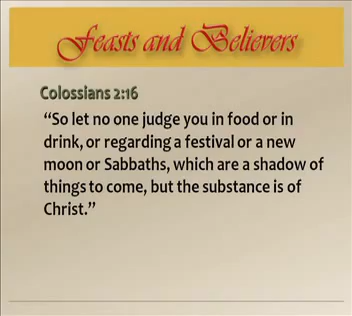 Feasts and Believers
Colossians 2:16
“So let no one judge you in food or in
drink, or regarding a festival or a new
moon or Sabbaths, which are a shadow of
things to come, but the substance is of
Christ.”